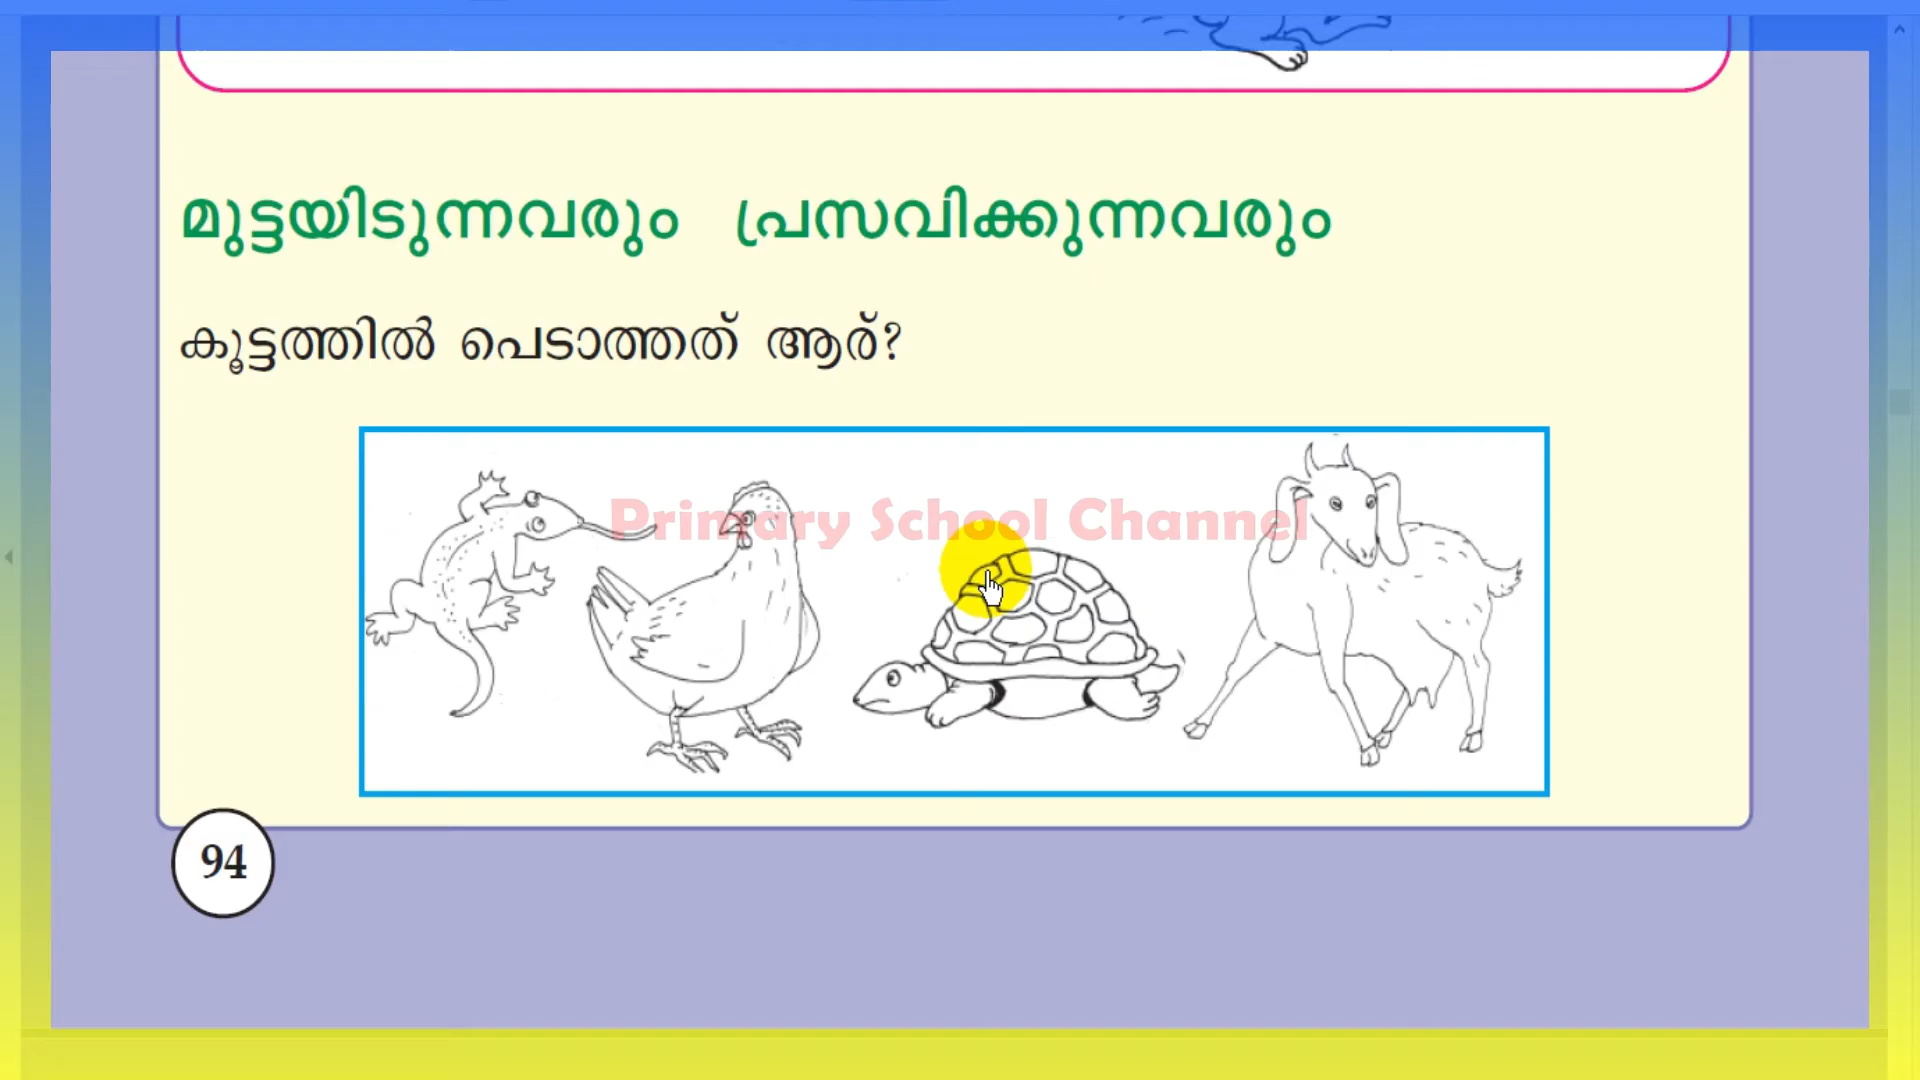 മുട്ടയിടുന്നവരും പ്രസവിക്കുന്നവരും
കൂട്ടത്തിൽ പെടാത്തത് ആര്?
Primary School Channel
94